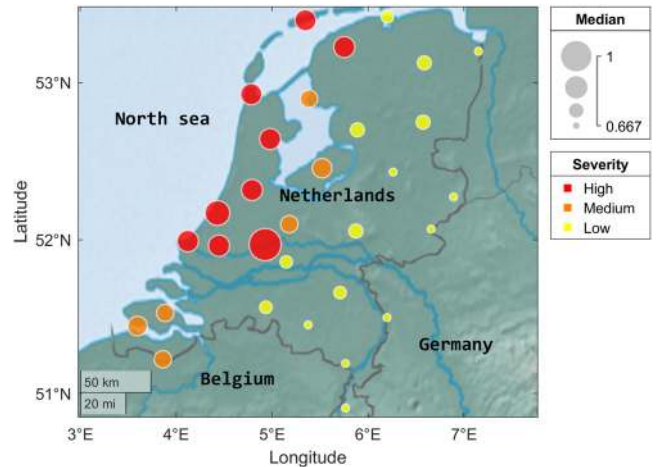 Median
1
0.667
Severity
High
Medium
Low
53°N
52°N
51°N
Latitude
North sea
Netherlands
Germany
Belgium
50 km
20 mi
3°E
4°E
5°E
6°E
7°E
Longitude